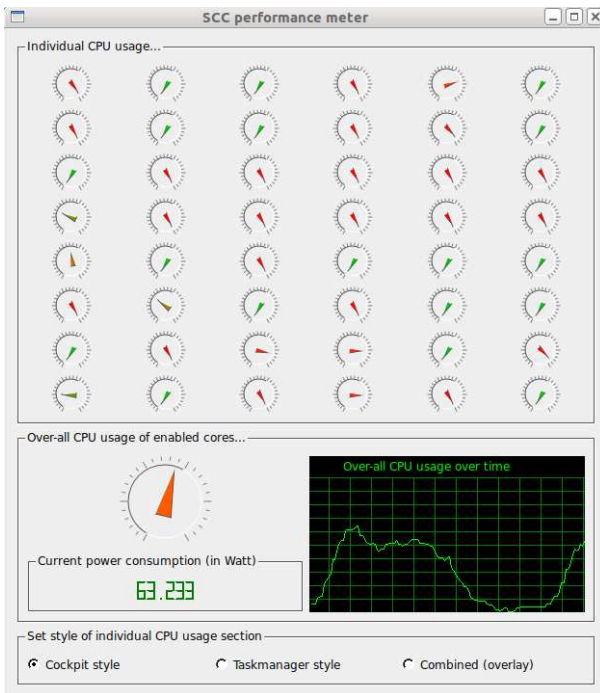 SCC performance meter
Individual CPU usage...
Over-all CPU usage of enabled cores...
Over-all CPU usage over time
Current power consumption (in Watt)
63.233
Set style of individual CPU usage section
Cockpit style
Taskmanager style
Combined (overlay)